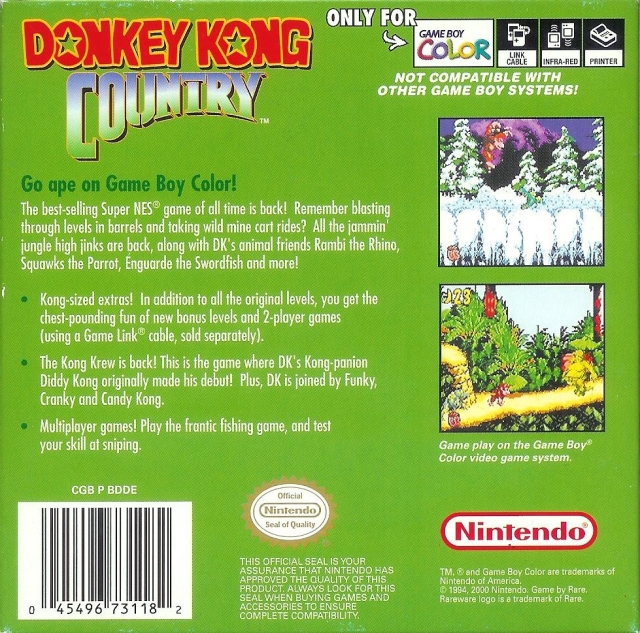 DONKEY KONG
COUNTRY™
ONLY FOR
GAME BOY
COLOR
LINK
CABLE
INFRA-RED
PRINTER
NOT COMPATIBLE WITH
OTHER GAME BOY SYSTEMS!
Go ape on Game Boy Color!
The best-selling Super NES® game of all time is back! Remember blasting
through levels in barrels and taking wild mine cart rides? All the jammin'
jungle high jinks are back, along with DK's animal friends Rambi the Rhino,
Squawks the Parrot, Enguarde the Swordfish and more!
• Kong-sized extras! In addition to all the original levels, you get the
chest-pounding fun of new bonus levels and 2-player games
(using a Game Link® cable, sold separately).
• The Kong Krew is back! This is the game where DK's Kong-panion
Diddy Kong originally made his debut! Plus, DK is joined by Funky,
Cranky and Candy Kong.
• Multiplayer games! Play the frantic fishing game, and test
your skill at sniping.
123
Game play on the Game Boy®
Color video game system.
CGB P BDDE
0 45496 73118 2
Official
Nintendo
Seal of Quality
THIS OFFICIAL SEAL IS YOUR
ASSURANCE THAT NINTENDO HAS
APPROVED THE QUALITY OF THIS
PRODUCT. ALWAYS LOOK FOR THIS
SEAL WHEN BUYING GAMES AND
ACCESSORIES TO ENSURE
COMPLETE COMPATIBILITY.
Nintendo®
TM, ® and Game Boy Color are trademarks of
Nintendo of America.
© 1994, 2000 Nintendo. Game by Rare.
Rareware logo is a trademark of Rare.